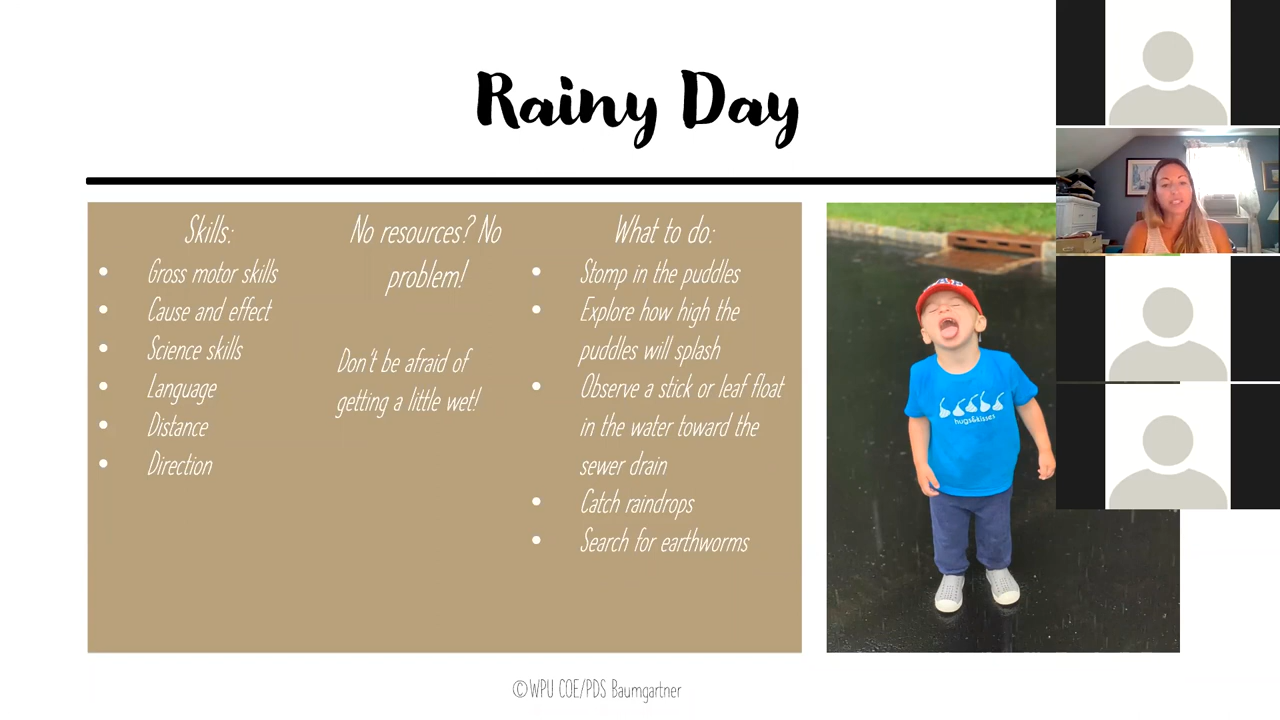 Rainy Day
Skills:
• Gross motor skills
• Cause and effect
• Science skills
• Language
• Distance
• Direction
No resources? No
problem!
Don't be afraid of
getting a little wet!
What to do:
• Stomp in the puddles
• Explore how high the
puddles will splash
• Observe a stick or leaf float
in the water toward the
sewer drain
• Catch raindrops
• Search for earthworms
hugs&kisses
©WPU COE/PDS Baumgartner